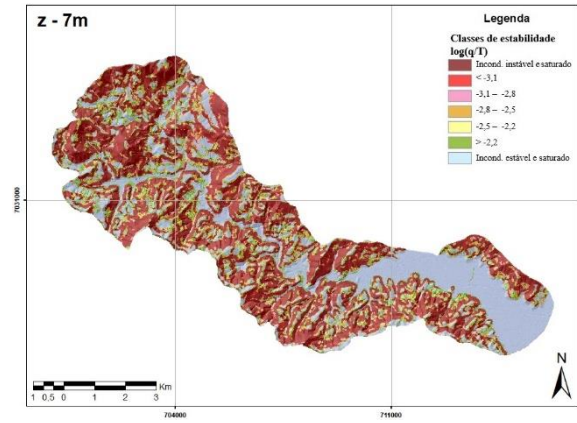 z - 7m
Legenda
Classes de estabilidade
log(q/T)
Incond. instável e saturado
< -3,1
-3,1 – -2,8
-2,8 – -2,5
-2,5 – -2,2
> -2,2
Incond. estável e saturado
7031000
N
1 0,5 0 1 2 3 Km
704000 711000